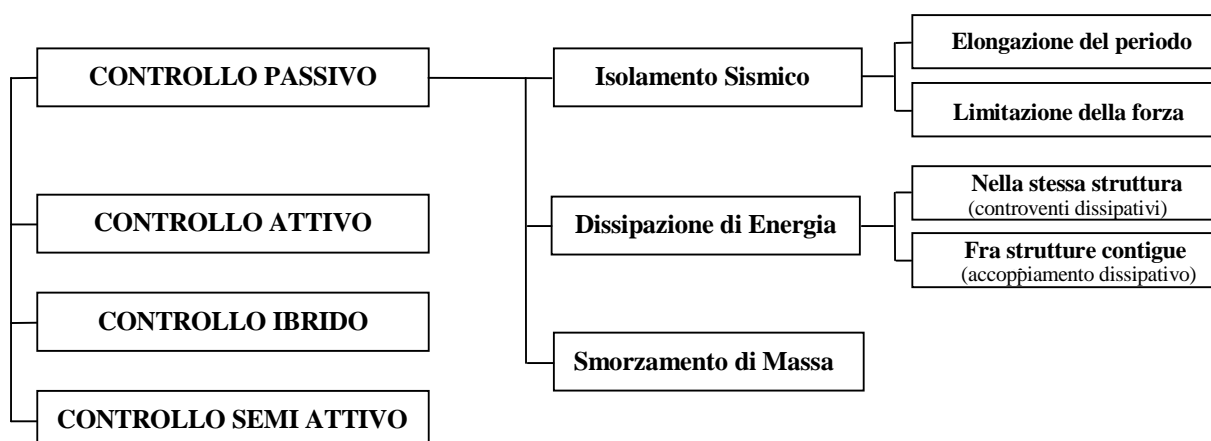 CONTROLLO PASSIVO
CONTROLLO ATTIVO
CONTROLLO IBRIDO
CONTROLLO SEMI ATTIVO
Isolamento Sismico
Dissipazione di Energia
Smorzamento di Massa
Elongazione del periodo
Limitazione della forza
Nella stessa struttura
(controventi dissipativi)
Fra strutture contigue
(accoppiamento dissipativo)